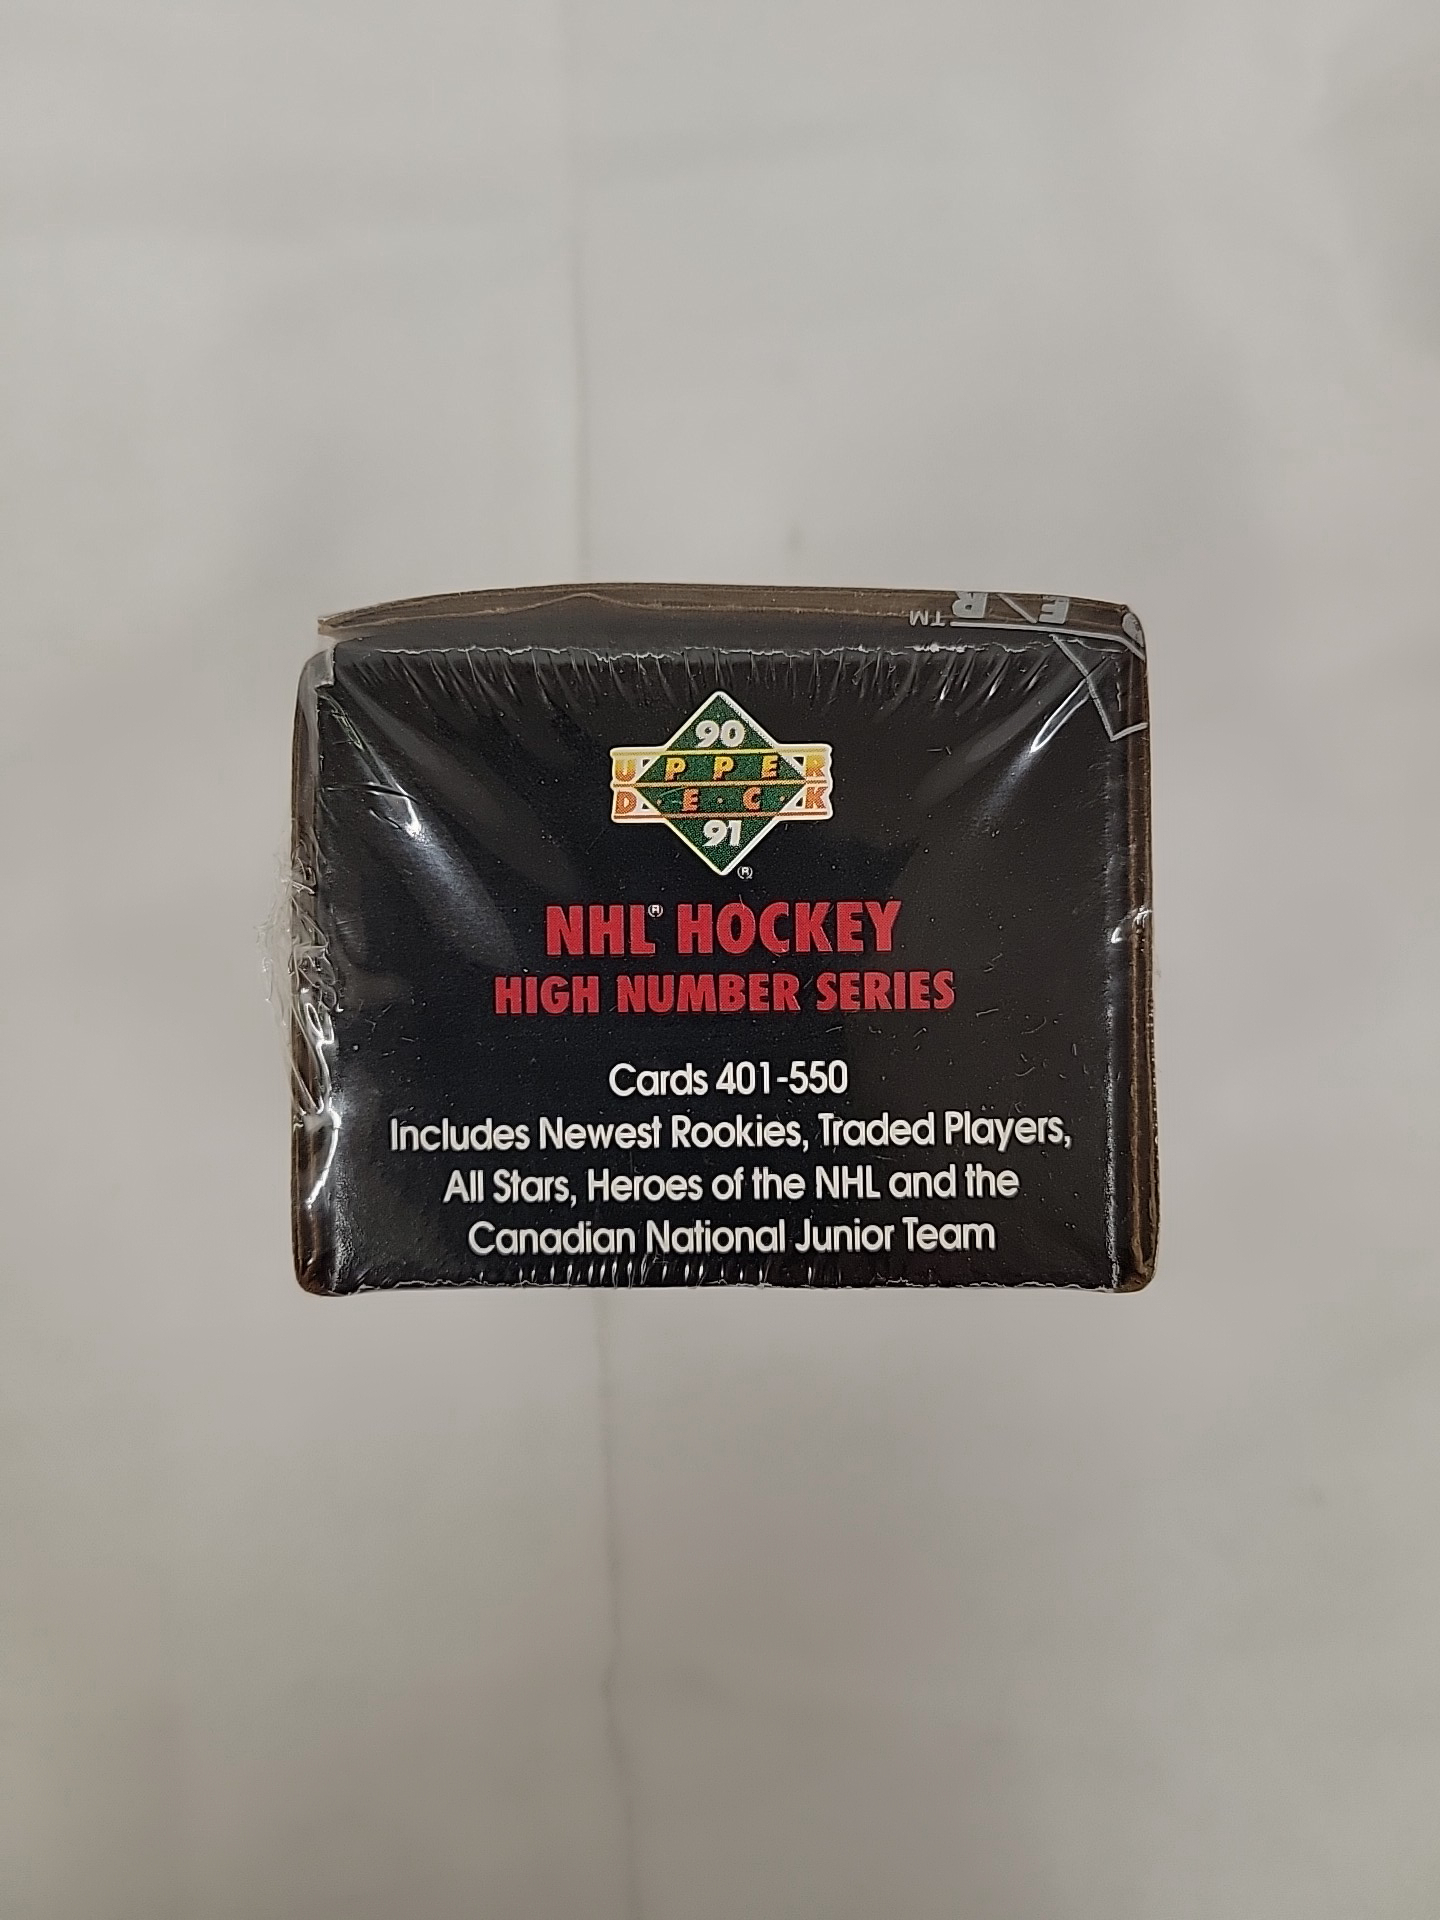 90
UPPER
D·E·C·K
91
®
NHL® HOCKEY
HIGH NUMBER SERIES
Cards 401-550
Includes Newest Rookies, Traded Players,
All Stars, Heroes of the NHL and the
Canadian National Junior Team